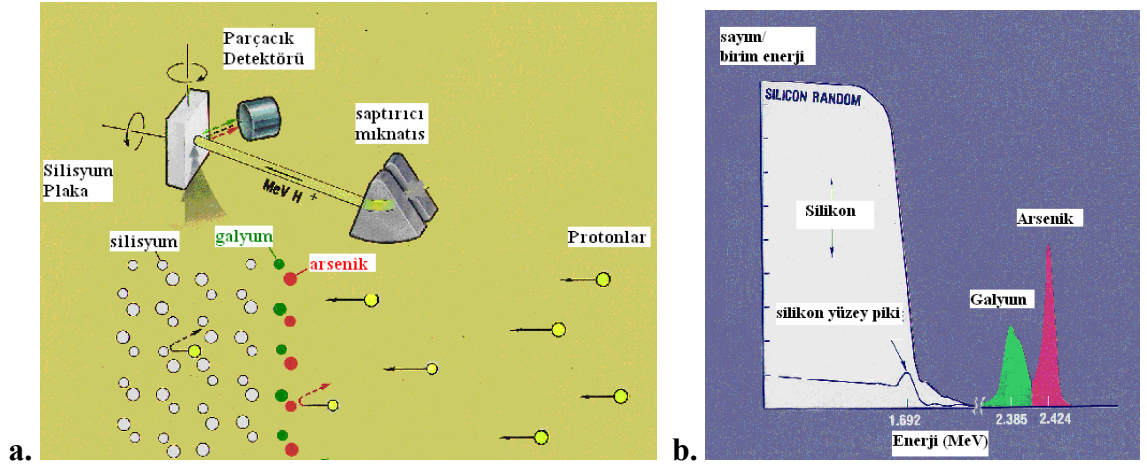 Parçacık
Detektörü
saptırıcı
mıknatıs
Silisyum
Plaka
MeV H +
silisyum
galyum
arsenik
Protonlar
a.
sayım/
birim enerji
SILICON RANDOM
Silikon
Arsenik
Galyum
silikon yüzey piki
1.692
2.385
2.424
Enerji (MeV)
b.